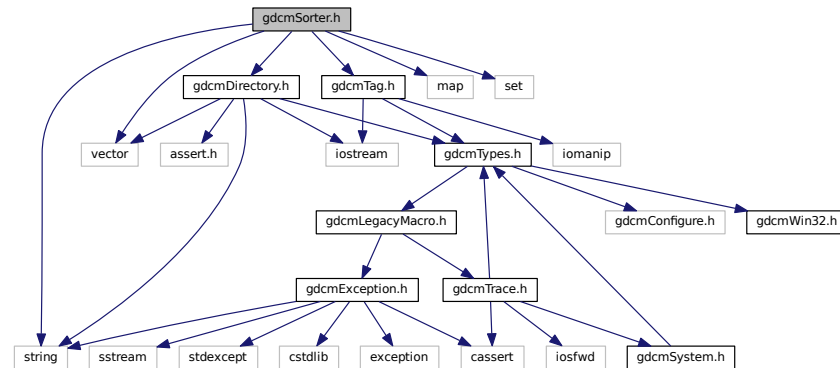 gdcmSorter.h
gdcmDirectory.h
gdcmTag.h
map
set
vector
assert.h
iostream
gdcmTypes.h
iomanip
gdcmLegacyMacro.h
gdcmConfigure.h
gdcmWin32.h
gdcmException.h
gdcmTrace.h
string
sstream
stdexcept
cstdlib
exception
cassert
iosfwd
gdcmSystem.h